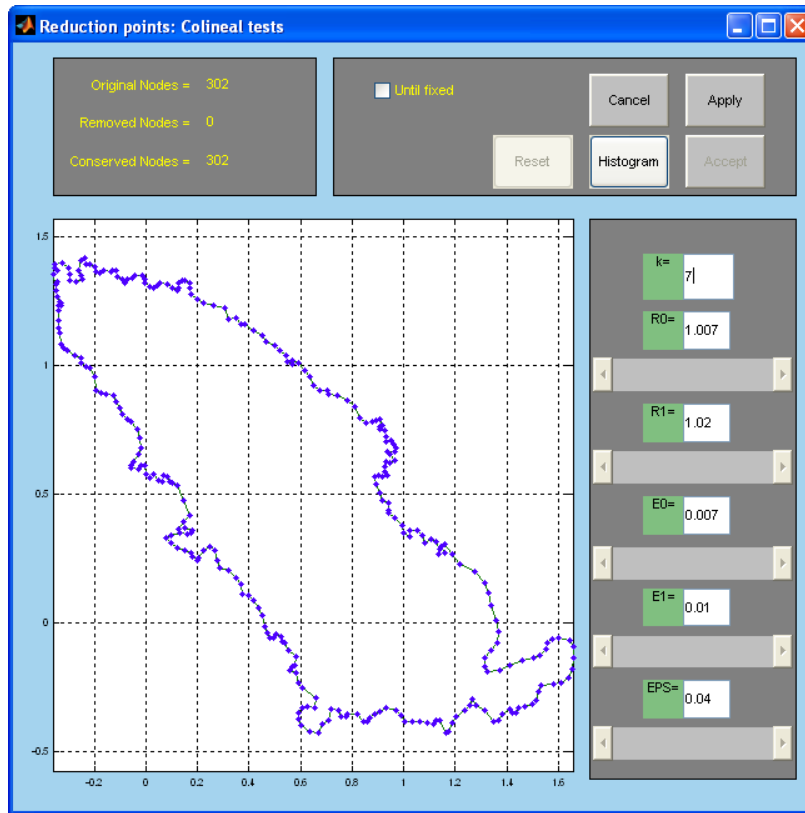 Reduction points: Colineal tests
Original Nodes = 302
Removed Nodes = 0
Conserved Nodes = 302
Until fixed
Cancel
Apply
Reset
Histogram
Accept
1.5
1
0.5
0
-0.5
-0.2
0
0.2
0.4
0.6
0.8
1
1.2
1.4
1.6
k= 7
R0= 1.007
R1= 1.02
E0= 0.007
E1= 0.01
EPS= 0.04